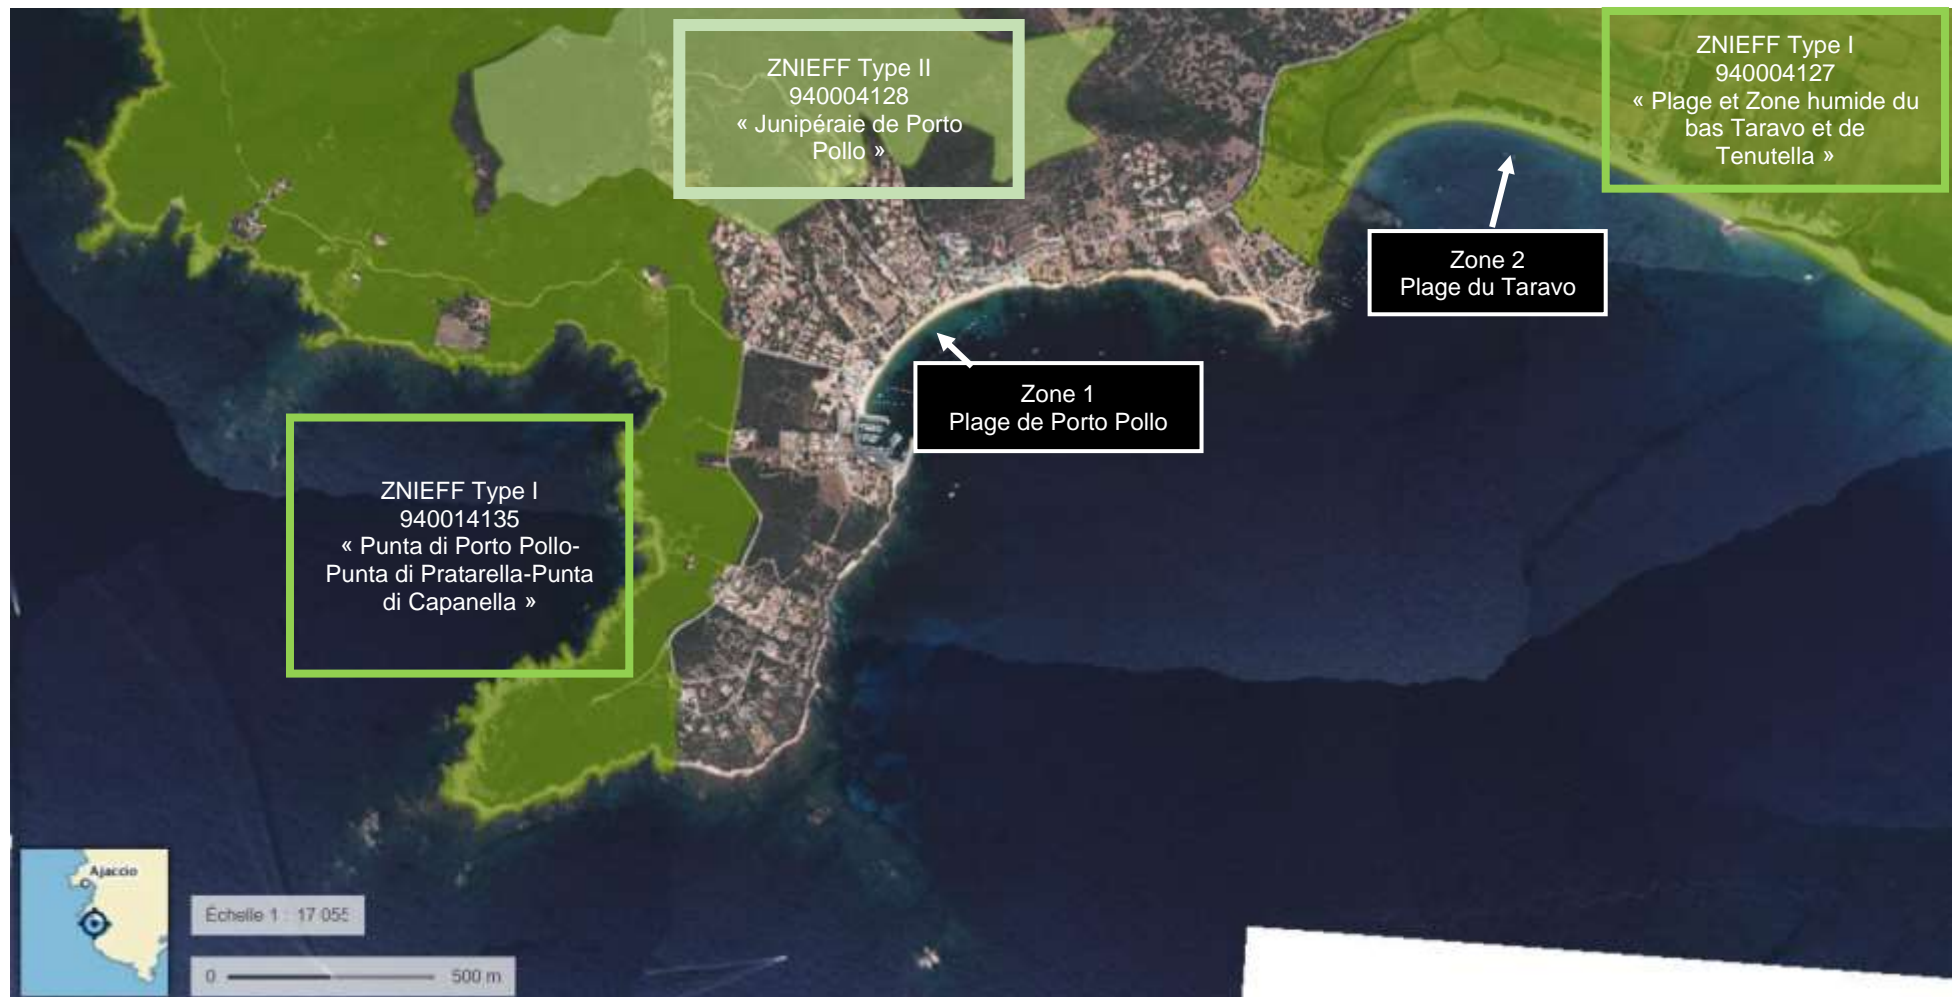 ZNIEFF Type II
940004128
« Junipéraie de Porto
Pollo »
ZNIEFF Type I
940004127
« Plage et Zone humide du
bas Taravo et de
Tenutella »
Zone 2
Plage du Taravo
Zone 1
Plage de Porto Pollo
ZNIEFF Type I
940014135
« Punta di Porto Pollo-
Punta di Pratarella-Punta
di Capanella »
Ajaccio
Échelle 1 : 17 055
0 500 m